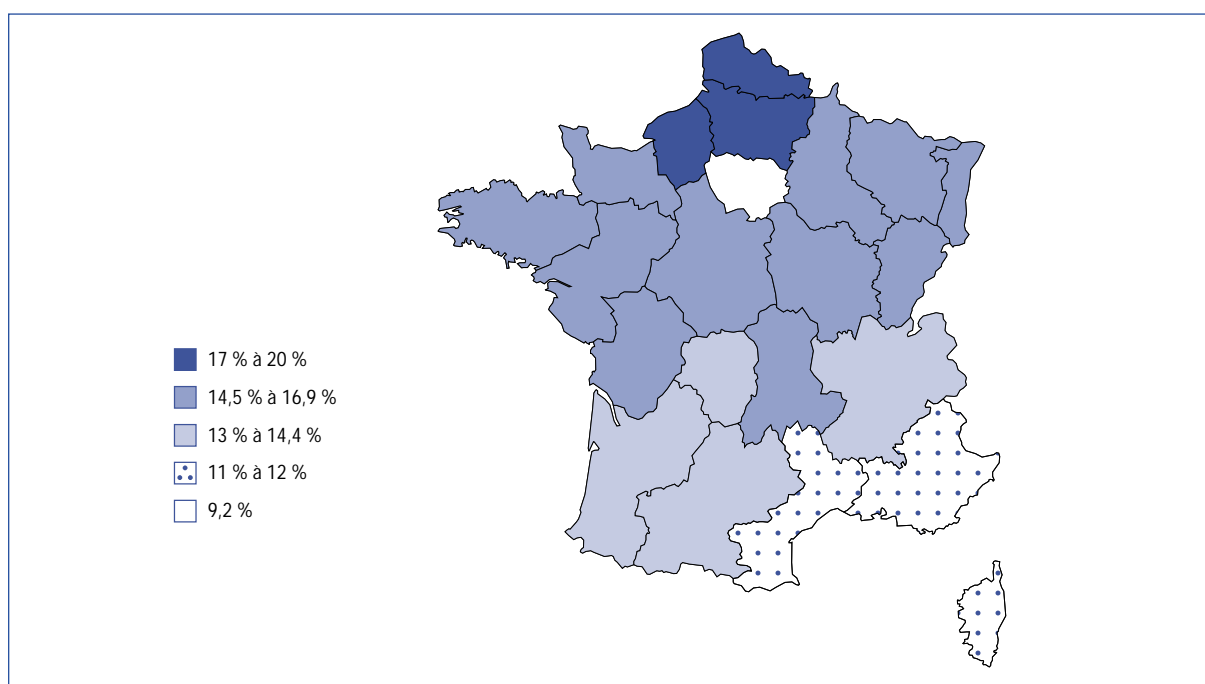 17 % à 20 %
14,5 % à 16,9 %
13 % à 14,4 %
11 % à 12 %
9,2 %